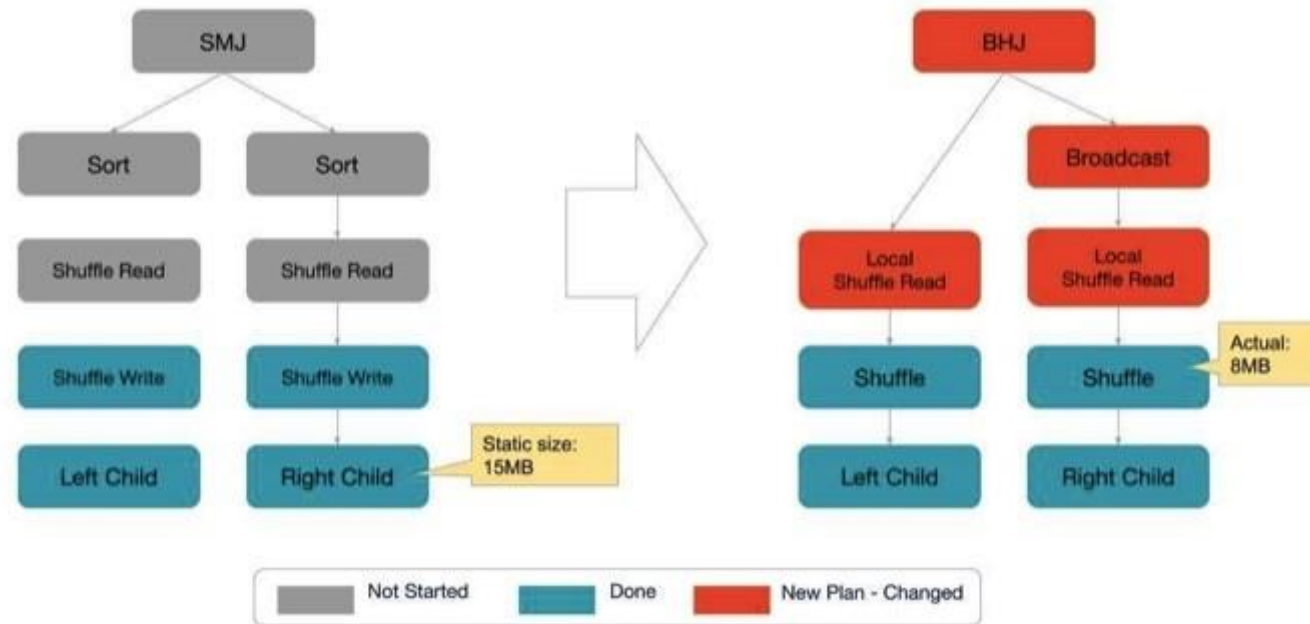 SMJ
BHJ
Sort
Sort
Broadcast
Shuffle Read
Shuffle Read
Local
Shuffle Read
Local
Shuffle Read
Shuffle Write
Shuffle Write
Shuffle
Shuffle
Actual:
8MB
Left Child
Right Child
Static size:
15MB
Left Child
Right Child
Not Started
Done
New Plan - Changed